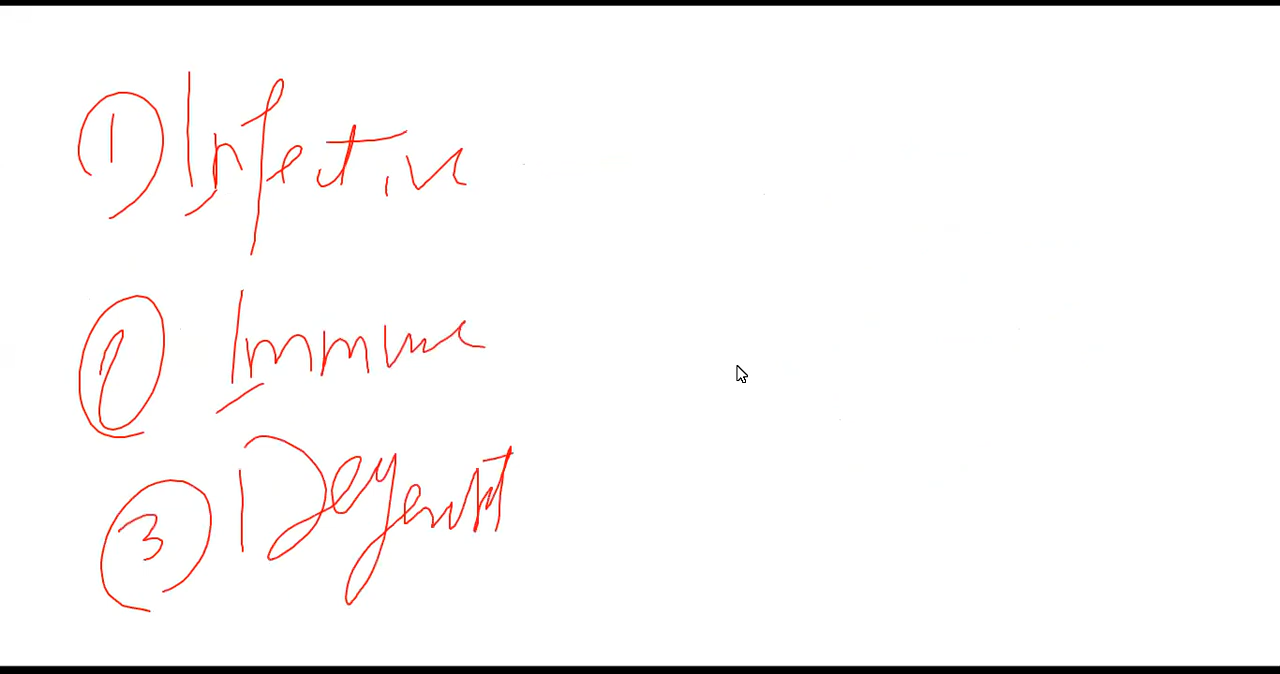 ① Infective
② Immune
③